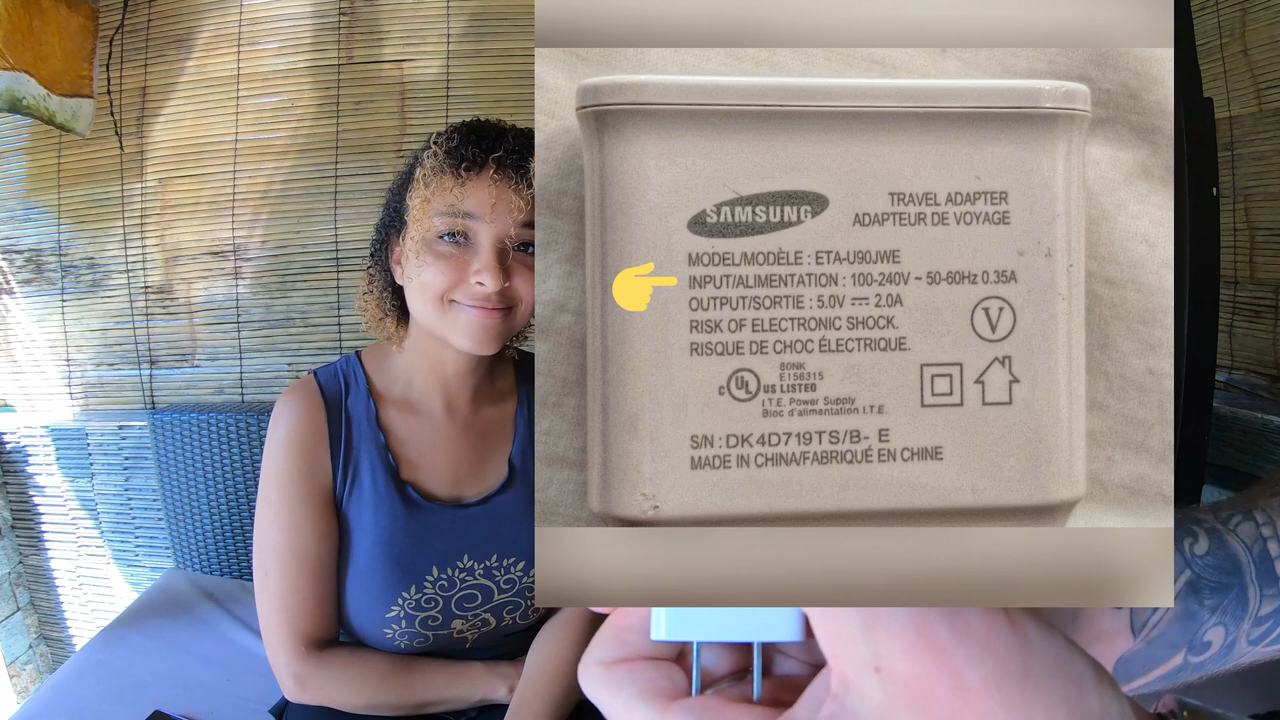 SAMSUNG
TRAVEL ADAPTER
ADAPTEUR DE VOYAGE
MODEL/MODÈLE : ETA-U90JWE
INPUT/ALIMENTATION : 100-240V ~ 50-60Hz 0.35A
OUTPUT/SORTIE : 5.0V ⎓ 2.0A
RISK OF ELECTRONIC SHOCK.
RISQUE DE CHOC ÉLECTRIQUE.
V
c UL US LISTED
80NK
E156315
I.T.E. Power Supply
Bloc d'alimentation I.T.E.
S/N : DK4D719TS/B- E
MADE IN CHINA/FABRIQUÉ EN CHINE